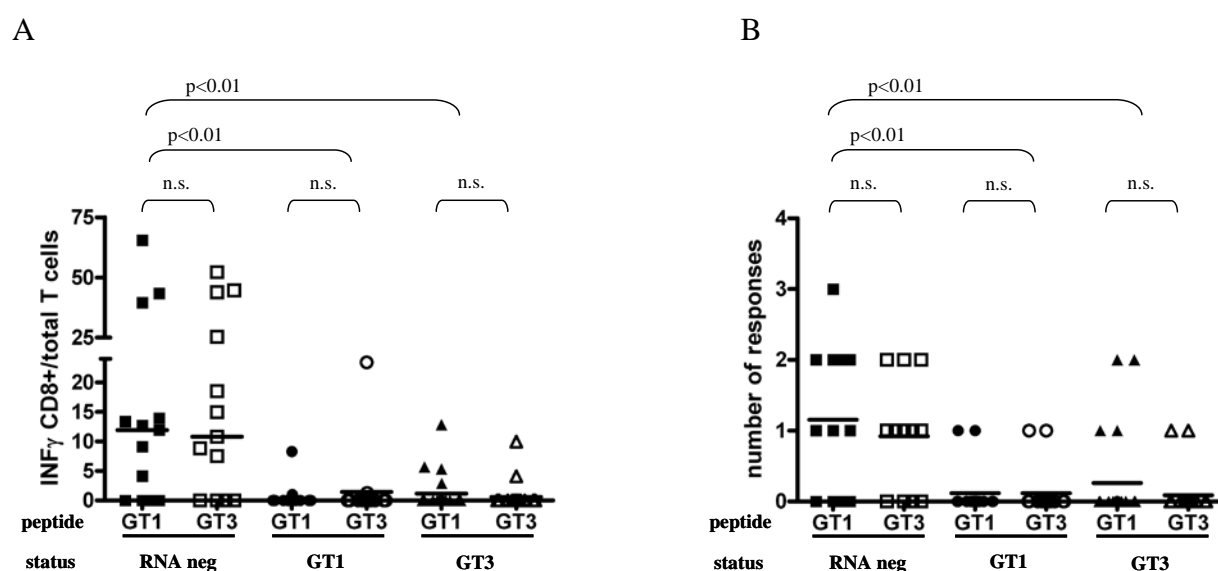 A
p<0.01
p<0.01
n.s. n.s. n.s.
INFγ CD8+/total T cells
75
50
25
20
15
10
5
0
peptide GT1 GT3 GT1 GT3 GT1 GT3
status RNA neg GT1 GT3
B
p<0.01
p<0.01
n.s. n.s. n.s.
number of responses
4
3
2
1
0
peptide GT1 GT3 GT1 GT3 GT1 GT3
status RNA neg GT1 GT3